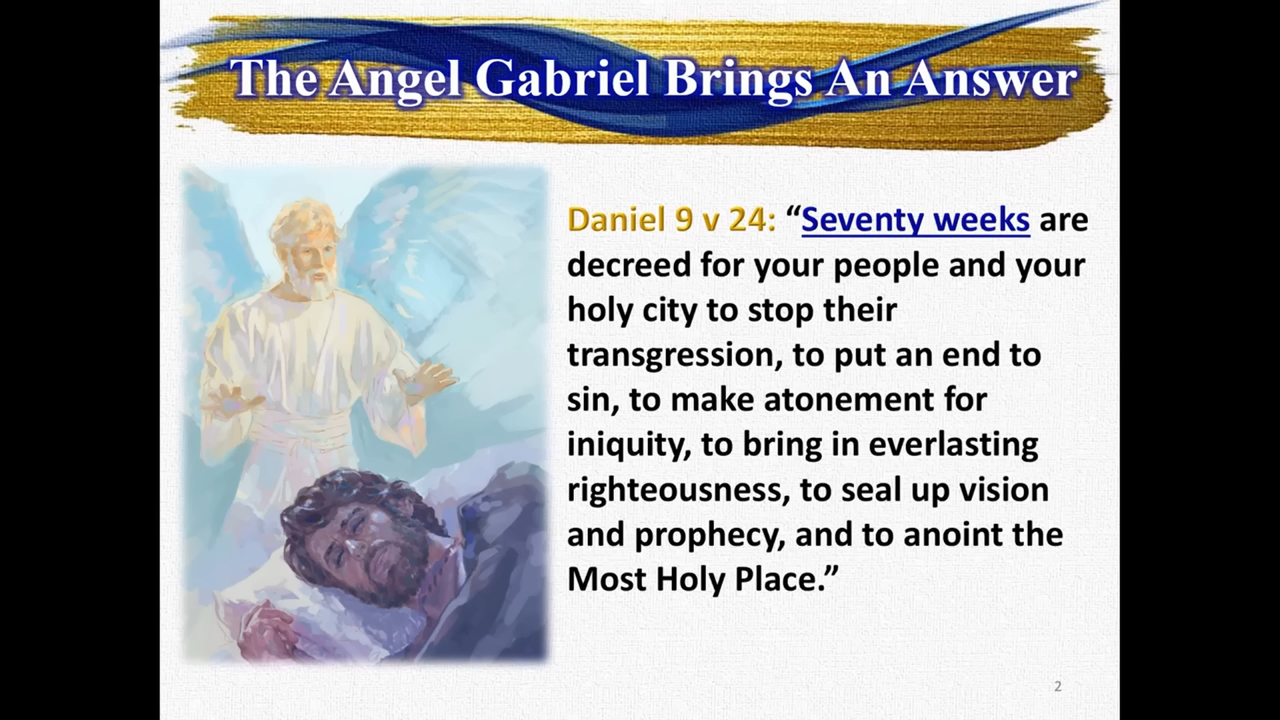 The Angel Gabriel Brings An Answer
Daniel 9 v 24: “Seventy weeks are
decreed for your people and your
holy city to stop their
transgression, to put an end to
sin, to make atonement for
iniquity, to bring in everlasting
righteousness, to seal up vision
and prophecy, and to anoint the
Most Holy Place.”
2